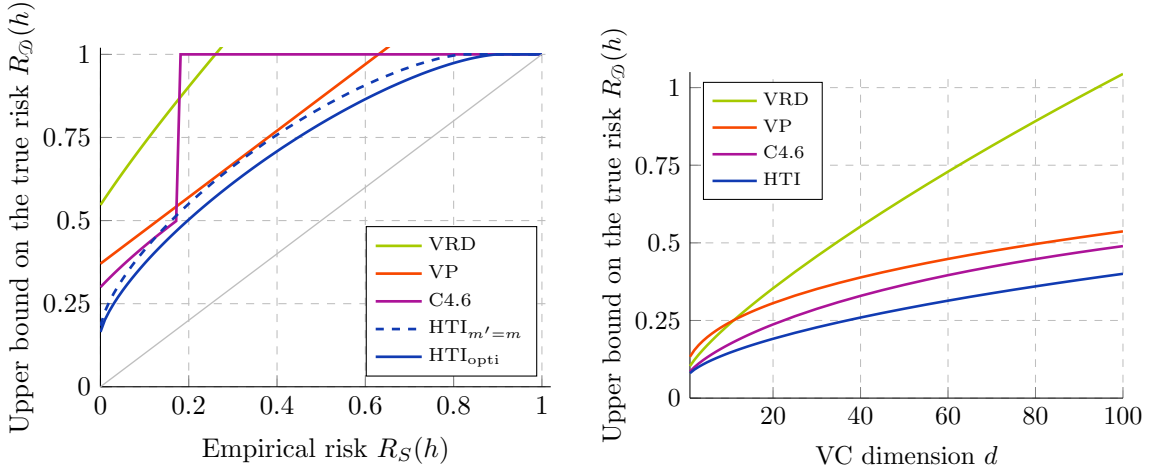 Upper bound on the true risk R_𝒟(h)
1
0.75
0.5
0.25
0
0
0.2
0.4
0.6
0.8
1
Empirical risk R_S(h)
VRD
VP
C4.6
HTI_{m′=m}
HTI_{opti}
Upper bound on the true risk R_𝒟(h)
1
0.75
0.5
0.25
0
20
40
60
80
100
VC dimension d
VRD
VP
C4.6
HTI